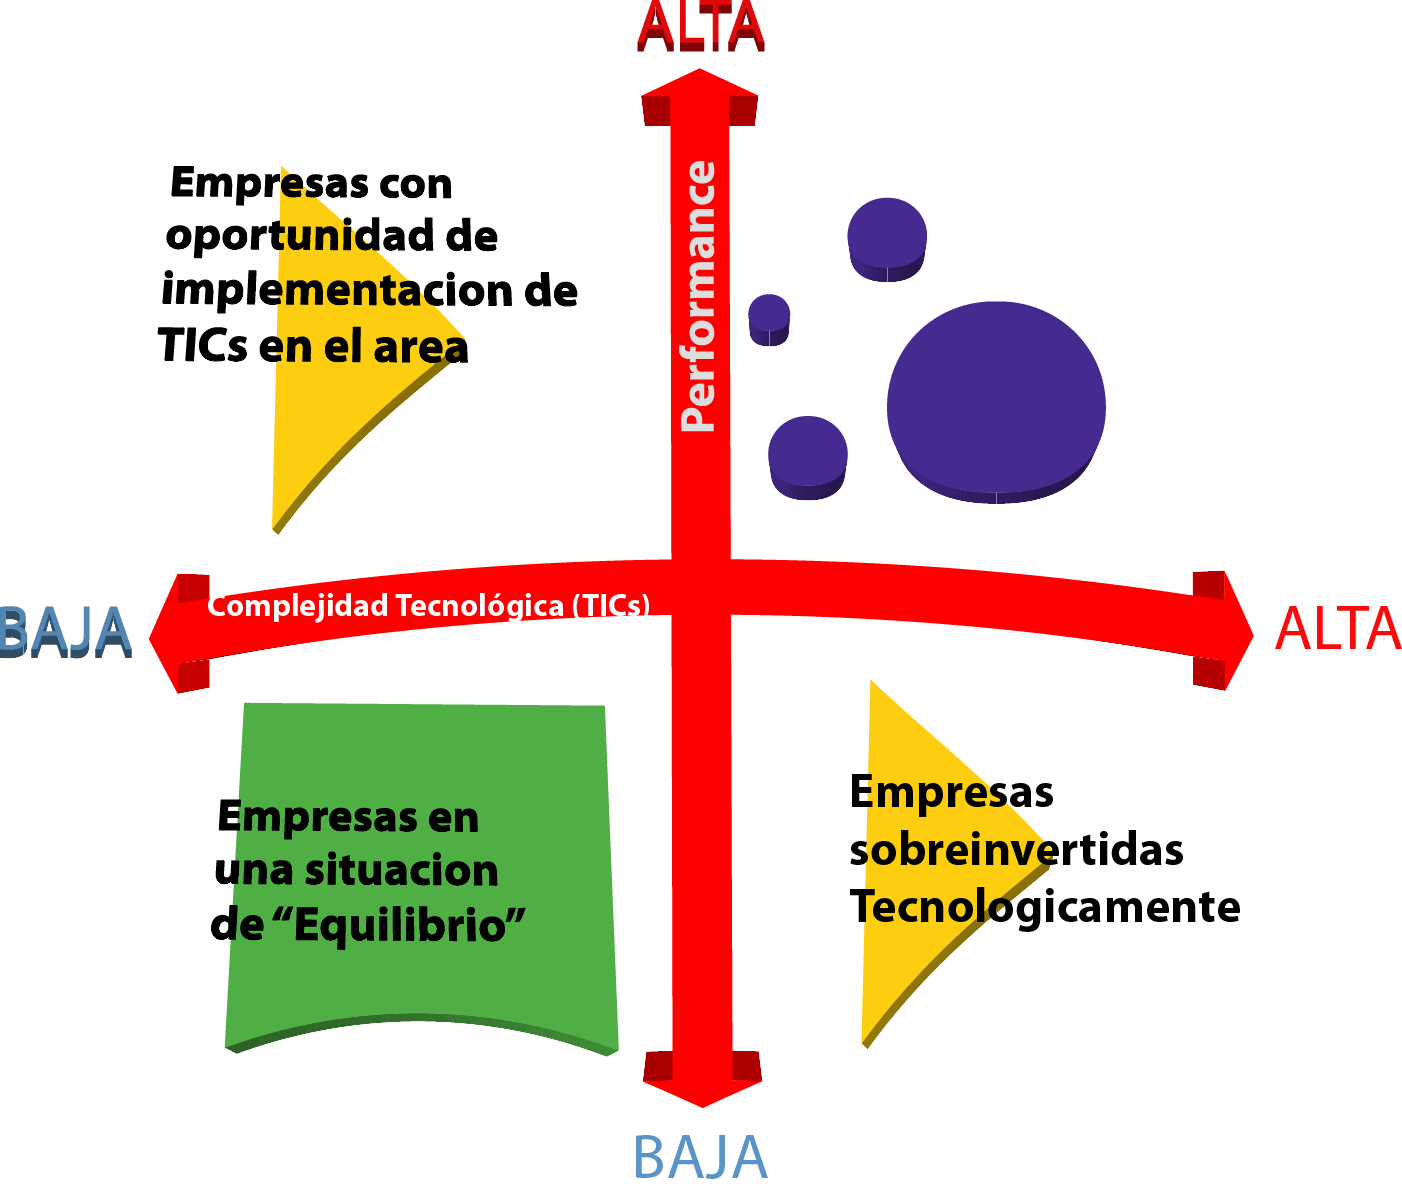 ALTA
Performance
Empresas con
oportunidad de
implementacion de
TICs en el area
BAJA
Complejidad Tecnológica (TICs)
ALTA
Empresas en
una situacion
de “Equilibrio”
Empresas
sobreinvertidas
Tecnologicamente
BAJA